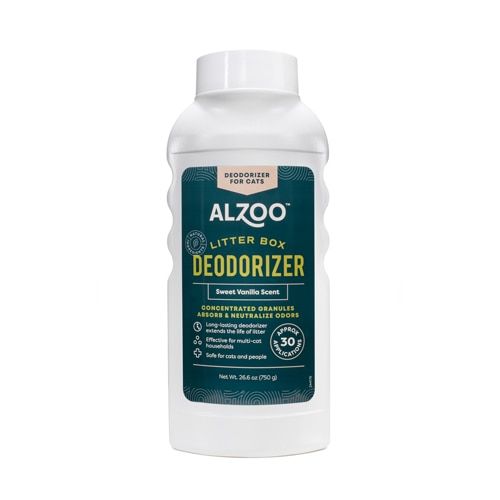 DEODORIZER
FOR CATS
ALZOO™
LITTER BOX
DEODORIZER
Sweet Vanilla Scent
CONCENTRATED GRANULES
ABSORB & NEUTRALIZE ODORS
Long-lasting deodorizer
extends the life of litter
Effective for multi-cat
households
Safe for cats and people
APPROX
30
APPLICATIONS
Net Wt. 26.6 oz (750 g)